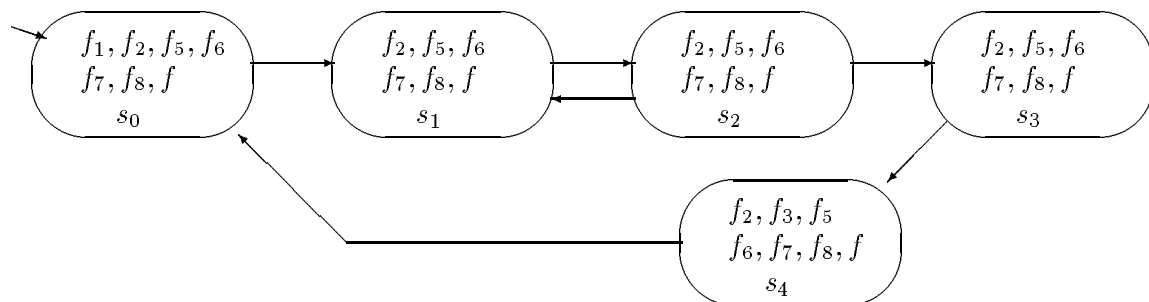 f₁, f₂, f₅, f₆
f₇, f₈, f
s₀
f₂, f₅, f₆
f₇, f₈, f
s₁
f₂, f₅, f₆
f₇, f₈, f
s₂
f₂, f₅, f₆
f₇, f₈, f
s₃
f₂, f₃, f₅
f₆, f₇, f₈, f
s₄